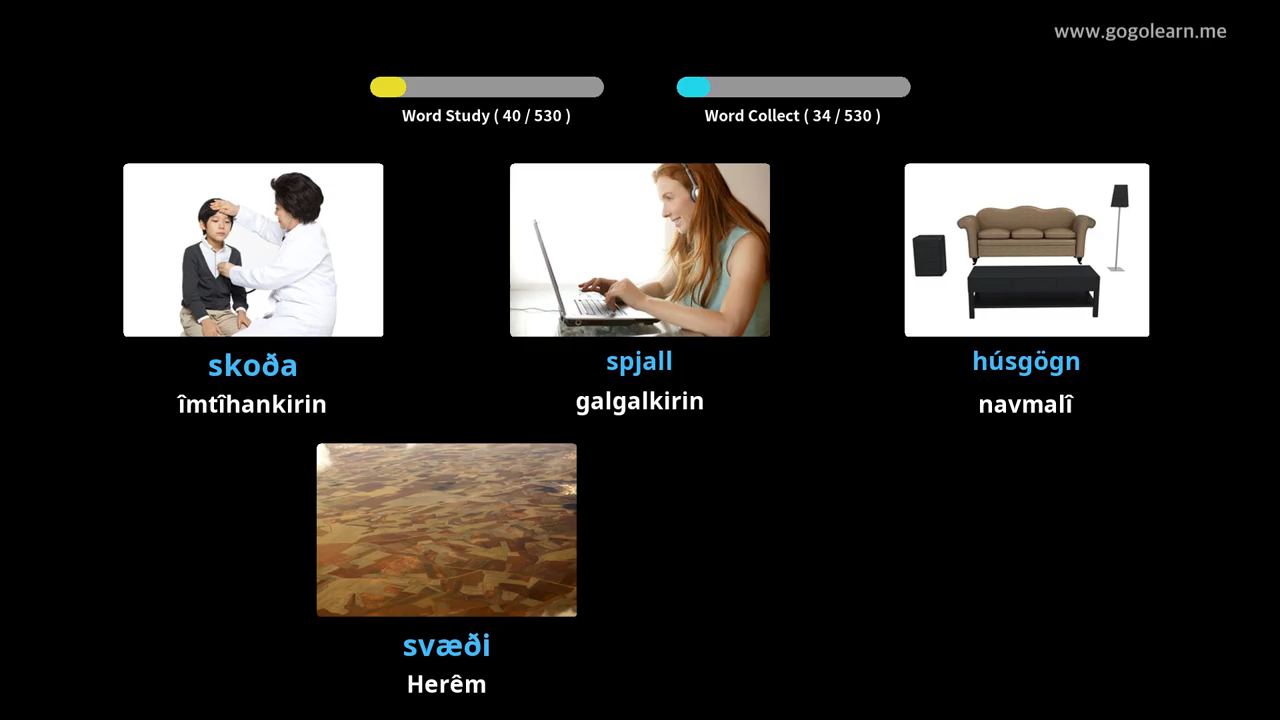 www.gogolearn.me
Word Study ( 40 / 530 )
Word Collect ( 34 / 530 )
skoða
îmtîhankirin
spjall
galgalkirin
húsgögn
navmalî
svæði
Herêm